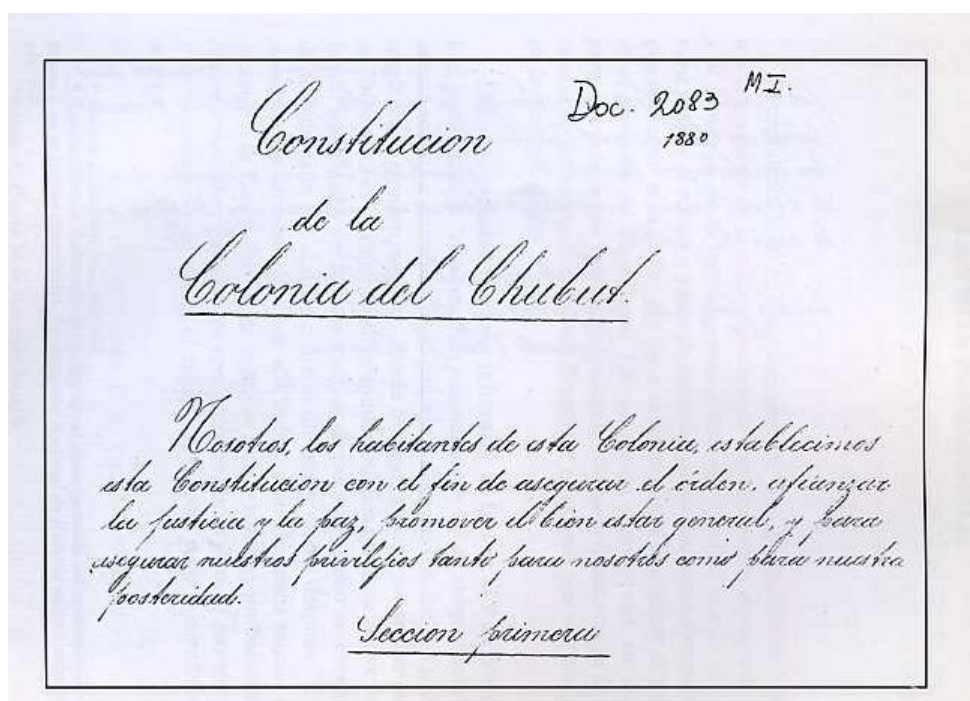 Constitucion
Doc. 2083 M I.
1880
de la
Colonia del Chubut.
Nosotros, los habitantes de esta Colonia, establecimos
esta Constitucion con el fin de asegurar el órden, afianzar
la justicia y la paz, promover el bien estar general, y para
asegurar nuestros privilejios tanto para nosotros como para nuestra
posteridad.
Seccion primera